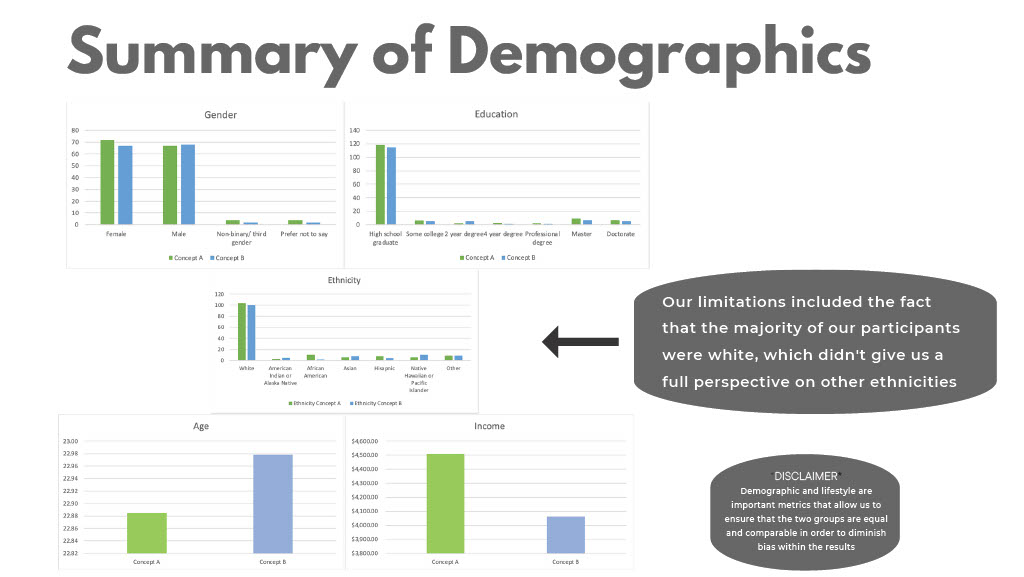 Summary of Demographics
Gender
80
70
60
50
40
30
20
10
0
Female Male Non-binary/ third gender Prefer not to say
Concept A Concept B
Education
140
120
100
80
60
40
20
0
High school graduate Some college 2 year degree 4 year degree Professional degree Master Doctorate
Concept A Concept B
Ethnicity
120
100
80
60
40
20
0
White American Indian or Alaska Native African American Asian Hisapnic Native Hawaiian or Pacific Islander Other
Ethnicity Concept A Ethnicity Concept B
Our limitations included the fact
that the majority of our participants
were white, which didn't give us a
full perspective on other ethnicities
Age
23.00
22.98
22.96
22.94
22.92
22.90
22.88
22.86
22.84
22.82
Concept A Concept B
Income
$4,600.00
$4,500.00
$4,400.00
$4,300.00
$4,200.00
$4,100.00
$4,000.00
$3,900.00
$3,800.00
Concept A Concept B
*DISCLAIMER*
Demographic and lifestyle are
important metrics that allow us to
ensure that the two groups are equal
and comparable in order to diminish
bias within the results